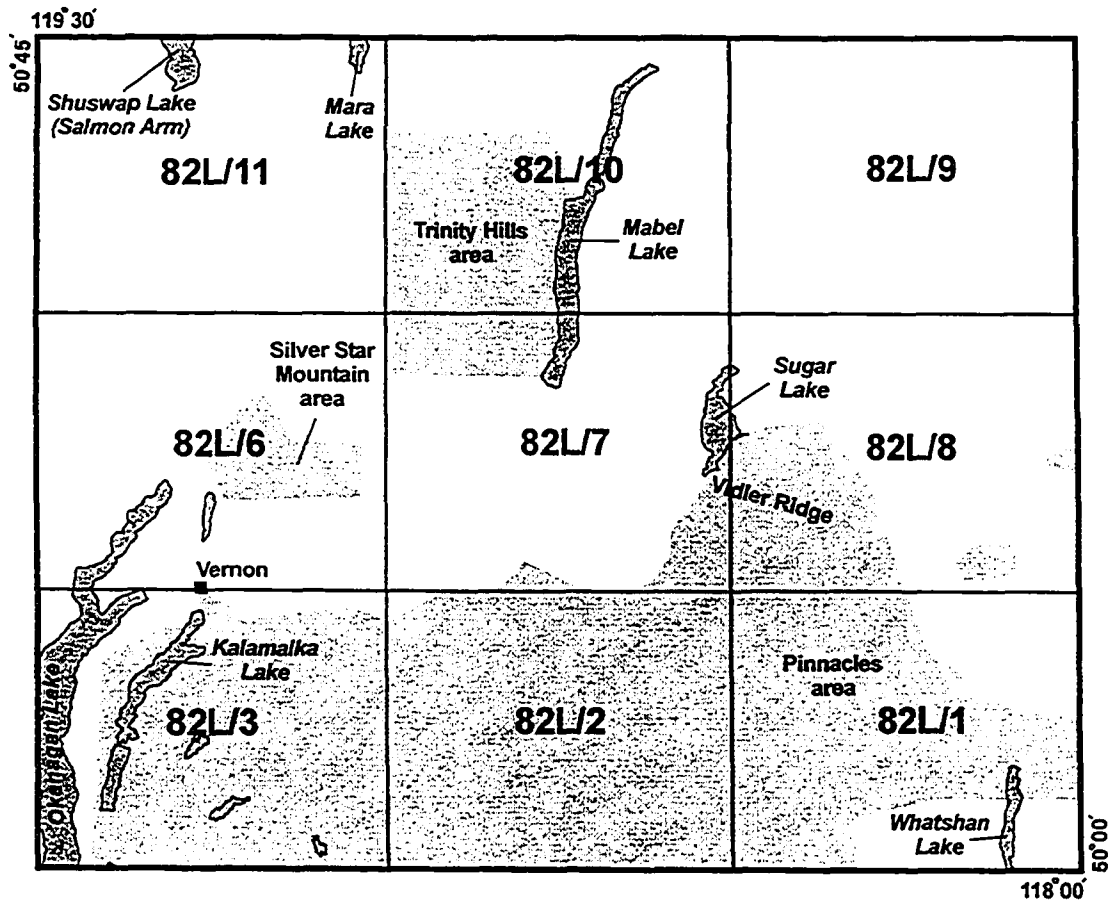 119°30′
50°45′
Shuswap Lake
(Salmon Arm)
Mara
Lake
82L/11
82L/10
82L/9
Trinity Hills
area
Mabel
Lake
Silver Star
Mountain
area
Sugar
Lake
82L/6
82L/7
82L/8
Vidler Ridge
Vernon
Okanagan Lake
Kalamalka
Lake
Pinnacles
area
82L/3
82L/2
82L/1
Whatshan
Lake
50°00′
118°00′